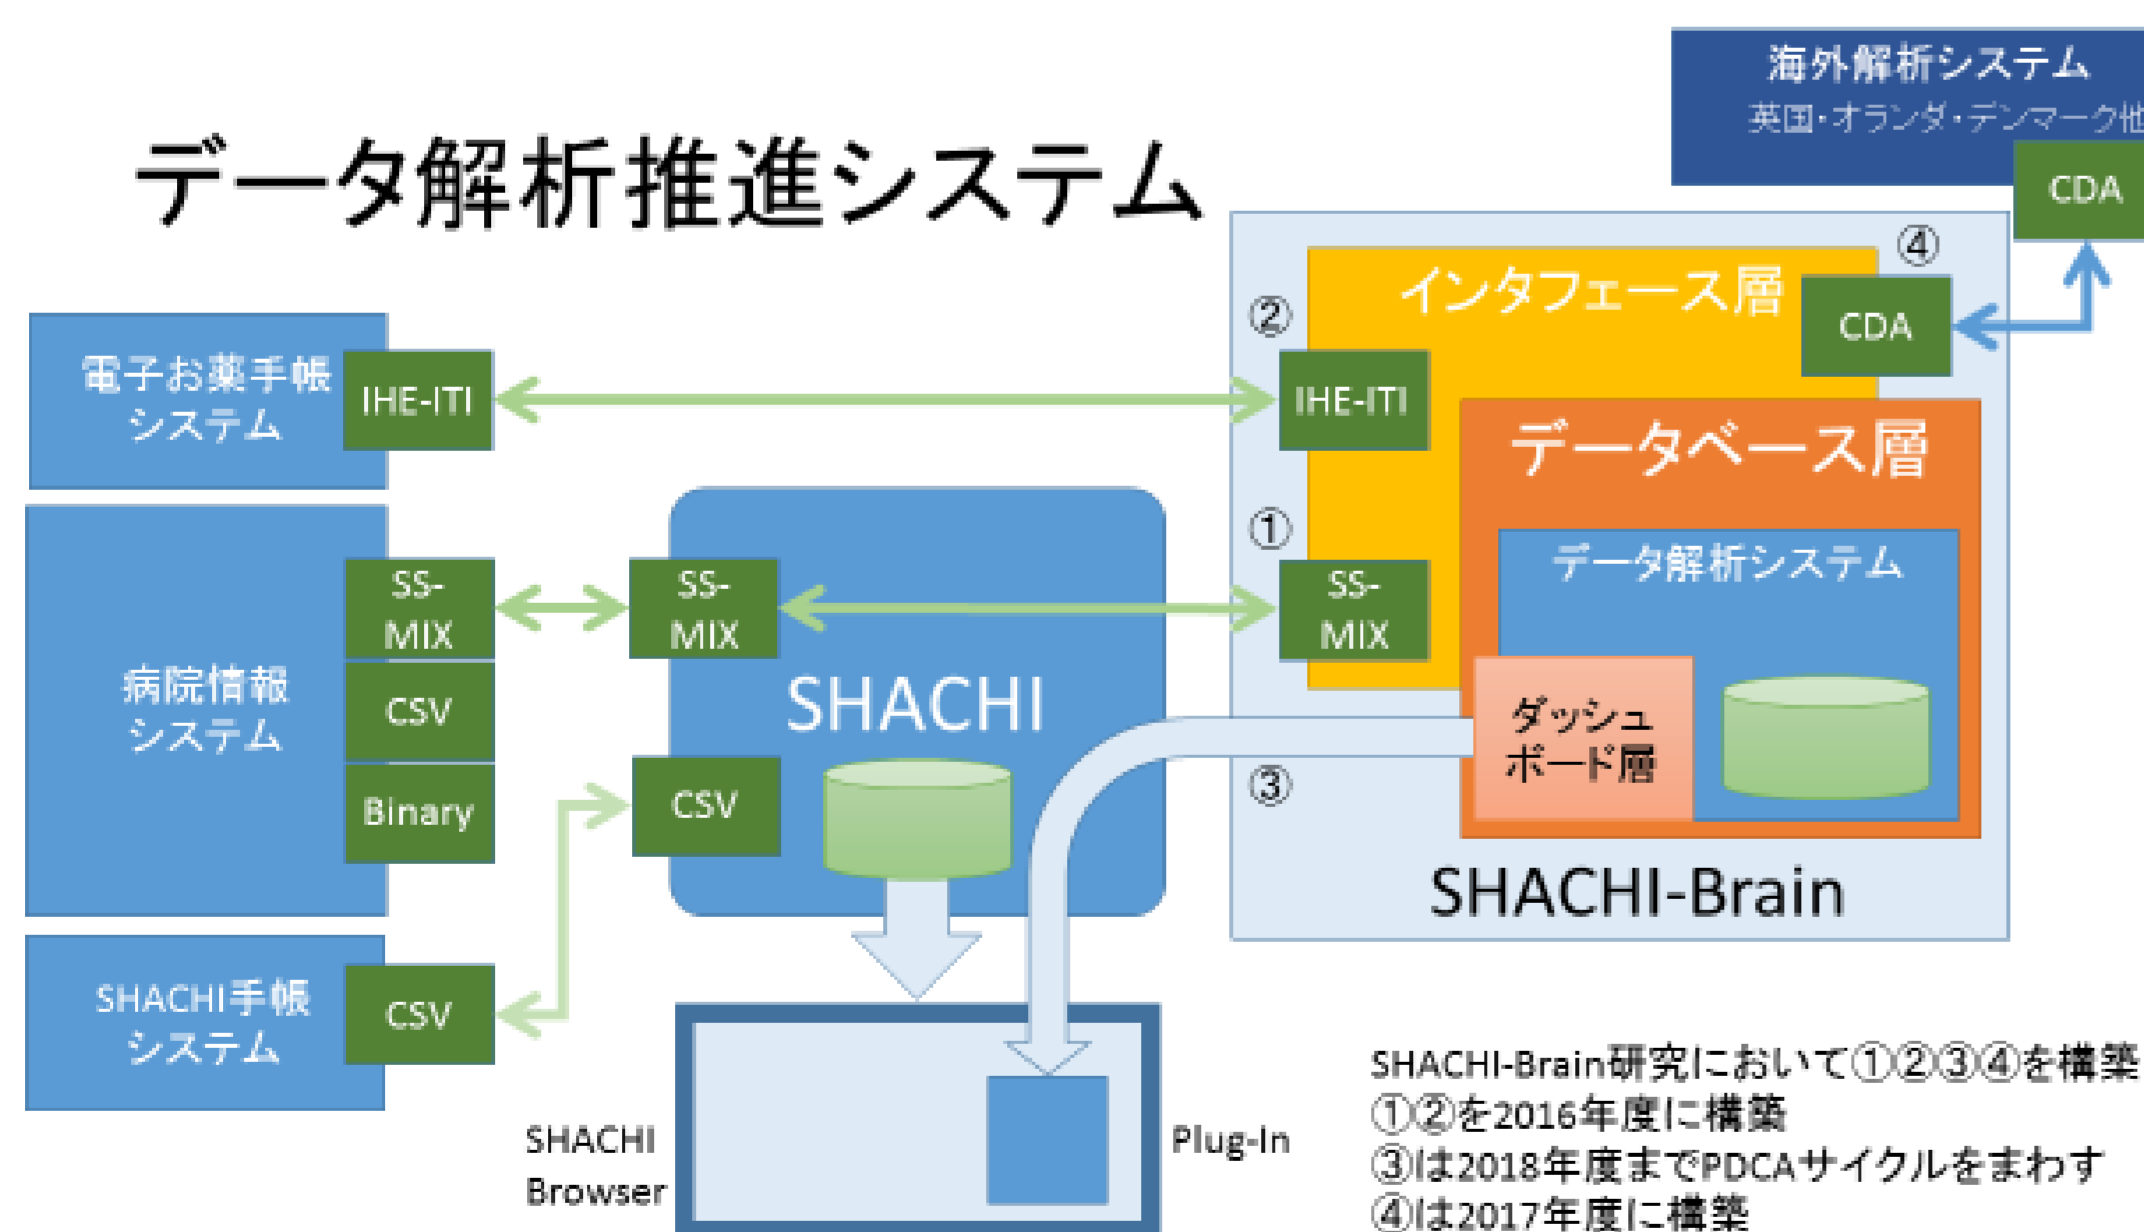 海外解析システム
英国・オランダ・デンマーク他
CDA
データ解析推進システム
④
インタフェース層
CDA
②
電子お薬手帳
システム
IHE-ITI
IHE-ITI
データベース層
①
データ解析システム
SS-
MIX
SS-
MIX
SS-
MIX
病院情報
システム
CSV
Binary
SHACHI
CSV
ダッシュ
ボード層
③
SHACHI-Brain
SHACHI手帳
システム
CSV
SHACHI
Browser
Plug-In
SHACHI-Brain研究において①②③④を構築
①②を2016年度に構築
③は2018年度までPDCAサイクルをまわす
④は2017年度に構築